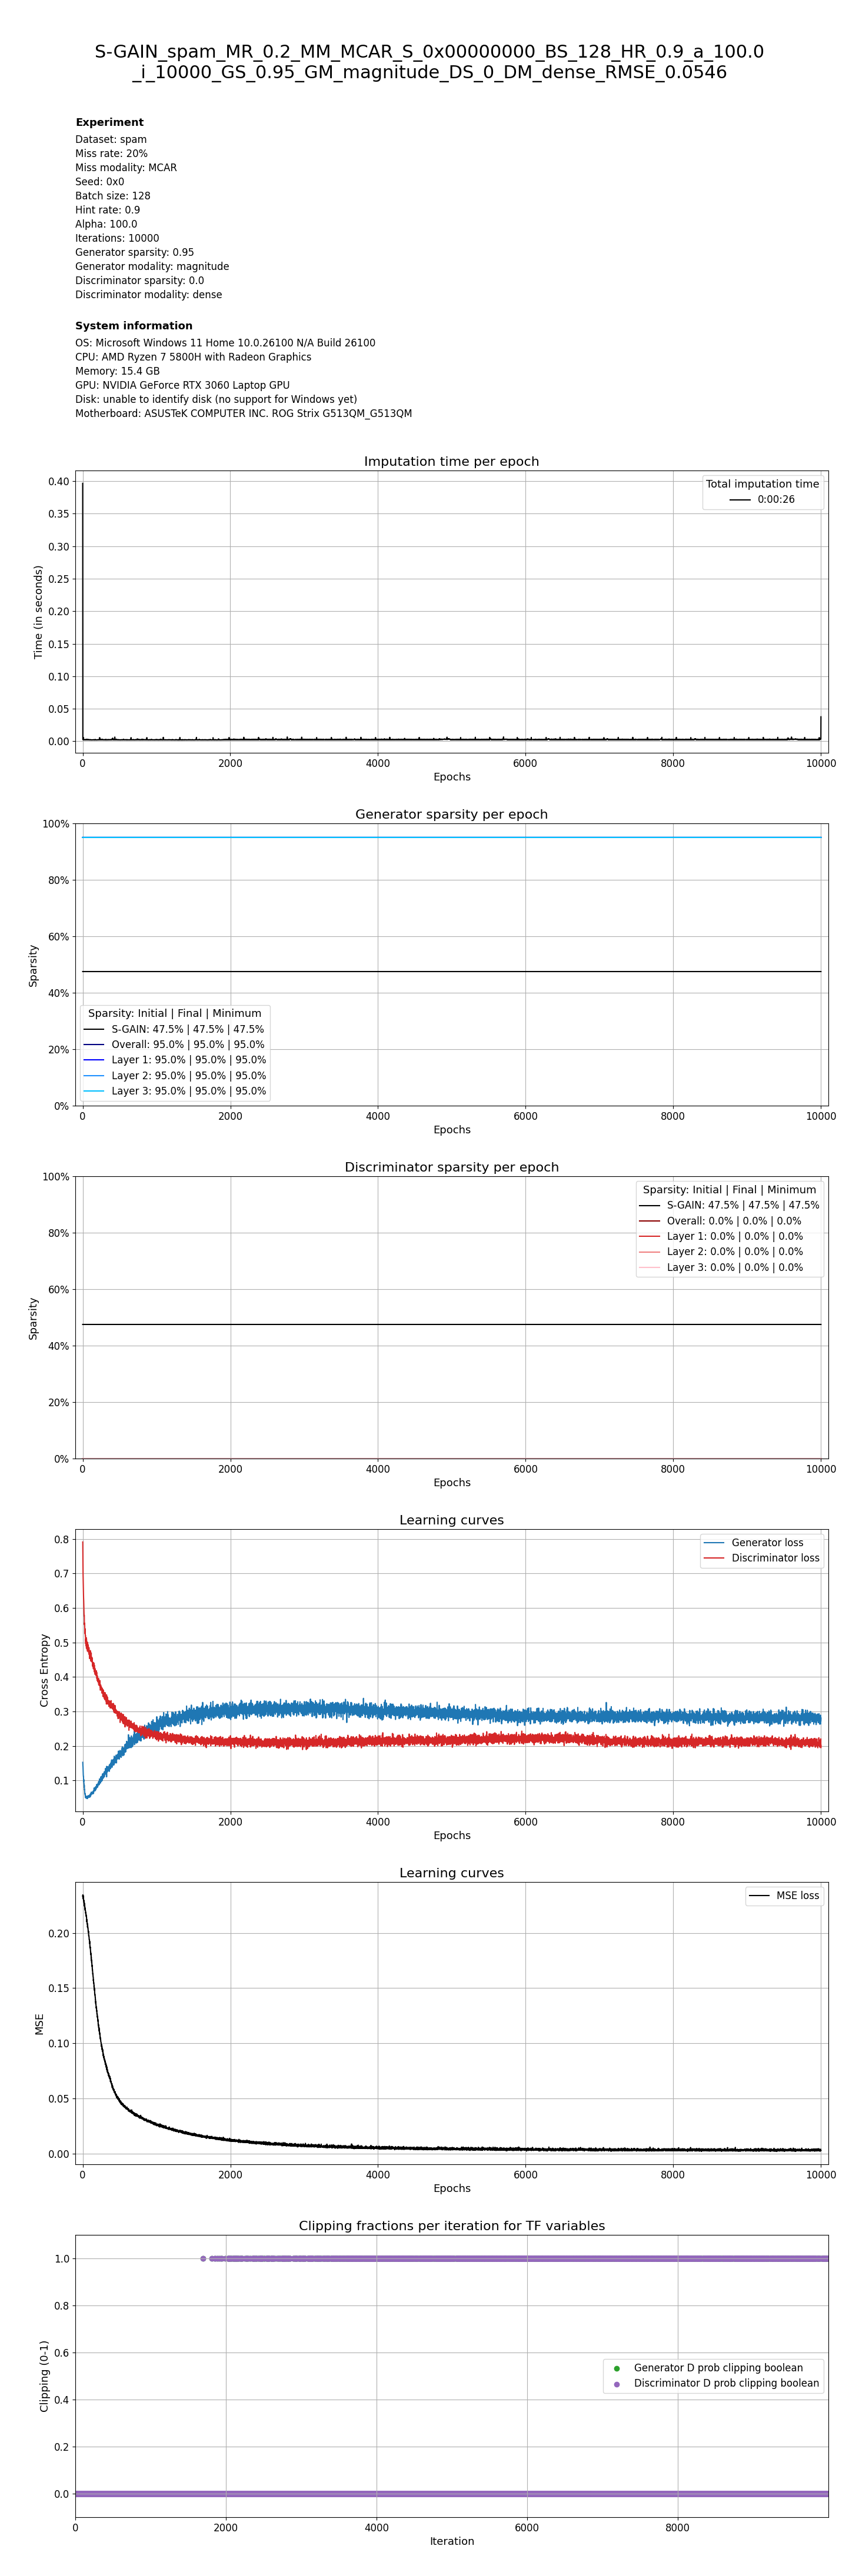 S-GAIN_spam_MR_0.2_MM_MCAR_S_0x00000000_BS_128_HR_0.9_a_100.0
_i_10000_GS_0.95_GM_magnitude_DS_0_DM_dense_RMSE_0.0546
Experiment
Dataset: spam
Miss rate: 20%
Miss modality: MCAR
Seed: 0x0
Batch size: 128
Hint rate: 0.9
Alpha: 100.0
Iterations: 10000
Generator sparsity: 0.95
Generator modality: magnitude
Discriminator sparsity: 0.0
Discriminator modality: dense
System information
OS: Microsoft Windows 11 Home 10.0.26100 N/A Build 26100
CPU: AMD Ryzen 7 5800H with Radeon Graphics
Memory: 15.4 GB
GPU: NVIDIA GeForce RTX 3060 Laptop GPU
Disk: unable to identify disk (no support for Windows yet)
Motherboard: ASUSTeK COMPUTER INC. ROG Strix G513QM_G513QM
Imputation time per epoch
Time (in seconds)
0.40
0.35
0.30
0.25
0.20
0.15
0.10
0.05
0.00
Total imputation time
0:00:26
0 2000 4000 6000 8000 10000
Epochs
Generator sparsity per epoch
Sparsity
100%
80%
60%
40%
20%
0%
Sparsity: Initial | Final | Minimum
S-GAIN: 47.5% | 47.5% | 47.5%
Overall: 95.0% | 95.0% | 95.0%
Layer 1: 95.0% | 95.0% | 95.0%
Layer 2: 95.0% | 95.0% | 95.0%
Layer 3: 95.0% | 95.0% | 95.0%
0 2000 4000 6000 8000 10000
Epochs
Discriminator sparsity per epoch
Sparsity
100%
80%
60%
40%
20%
0%
Sparsity: Initial | Final | Minimum
S-GAIN: 47.5% | 47.5% | 47.5%
Overall: 0.0% | 0.0% | 0.0%
Layer 1: 0.0% | 0.0% | 0.0%
Layer 2: 0.0% | 0.0% | 0.0%
Layer 3: 0.0% | 0.0% | 0.0%
0 2000 4000 6000 8000 10000
Epochs
Learning curves
Cross Entropy
0.8
0.7
0.6
0.5
0.4
0.3
0.2
0.1
Generator loss
Discriminator loss
0 2000 4000 6000 8000 10000
Epochs
Learning curves
MSE
0.20
0.15
0.10
0.05
0.00
MSE loss
0 2000 4000 6000 8000 10000
Epochs
Clipping fractions per iteration for TF variables
Clipping (0-1)
1.0
0.8
0.6
0.4
0.2
0.0
Generator D prob clipping boolean
Discriminator D prob clipping boolean
0 2000 4000 6000 8000
Iteration